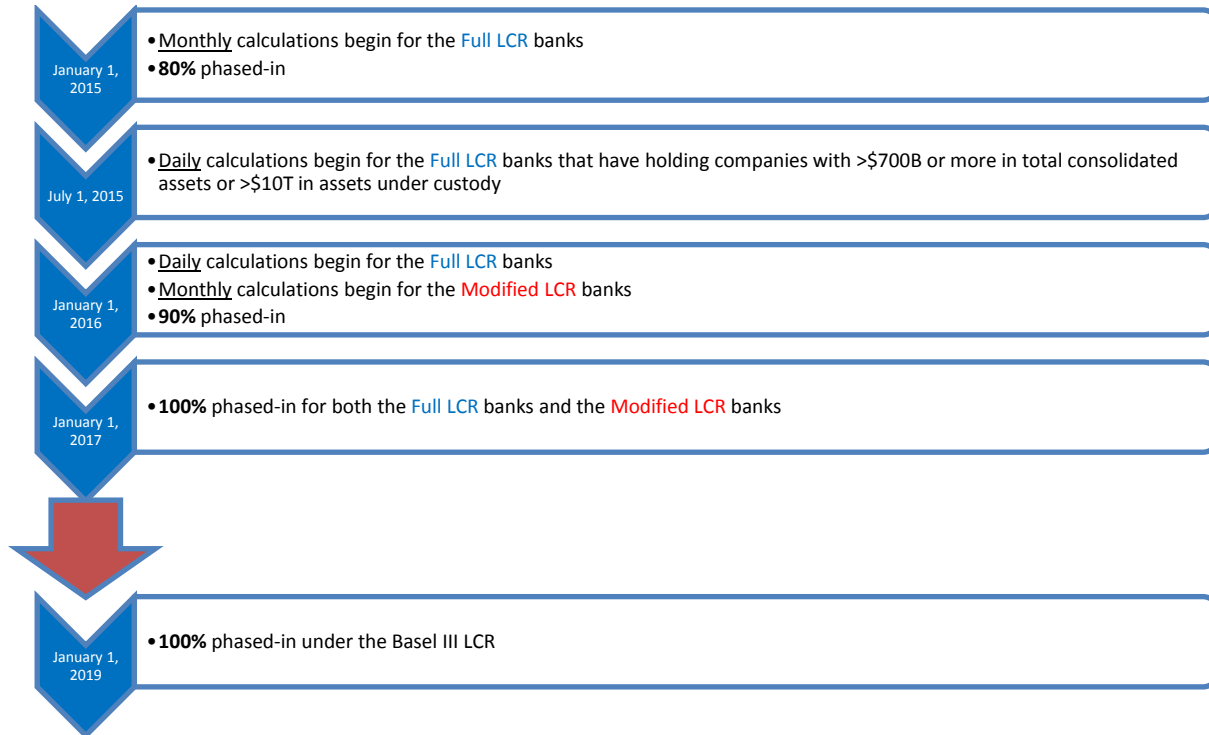 January 1,
2015
•Monthly calculations begin for the Full LCR banks
•80% phased-in
July 1, 2015
•Daily calculations begin for the Full LCR banks that have holding companies with >$700B or more in total consolidated
assets or >$10T in assets under custody
January 1,
2016
•Daily calculations begin for the Full LCR banks
•Monthly calculations begin for the Modified LCR banks
•90% phased-in
January 1,
2017
•100% phased-in for both the Full LCR banks and the Modified LCR banks
January 1,
2019
•100% phased-in under the Basel III LCR